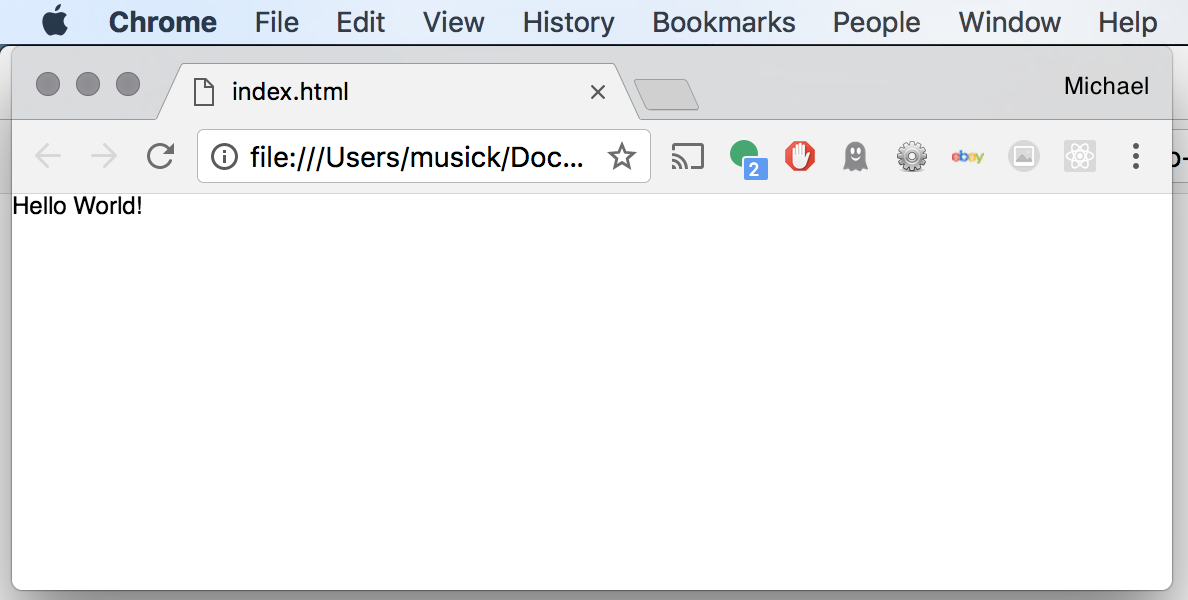 Chrome File Edit View History Bookmarks People Window Help
index.html
Michael
file:///Users/musick/Doc...
2
ebay
Hello World!